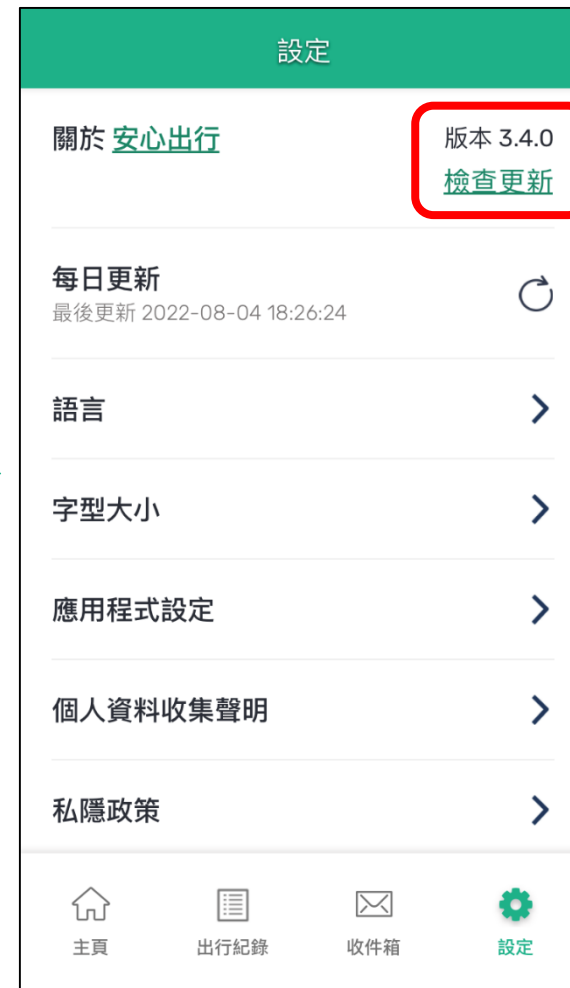 設定
關於 安心出行
版本 3.4.0
檢查更新
每日更新
最後更新 2022-08-04 18:26:24
語言
字型大小
應用程式設定
個人資料收集聲明
私隱政策
主頁
出行紀錄
收件箱
設定